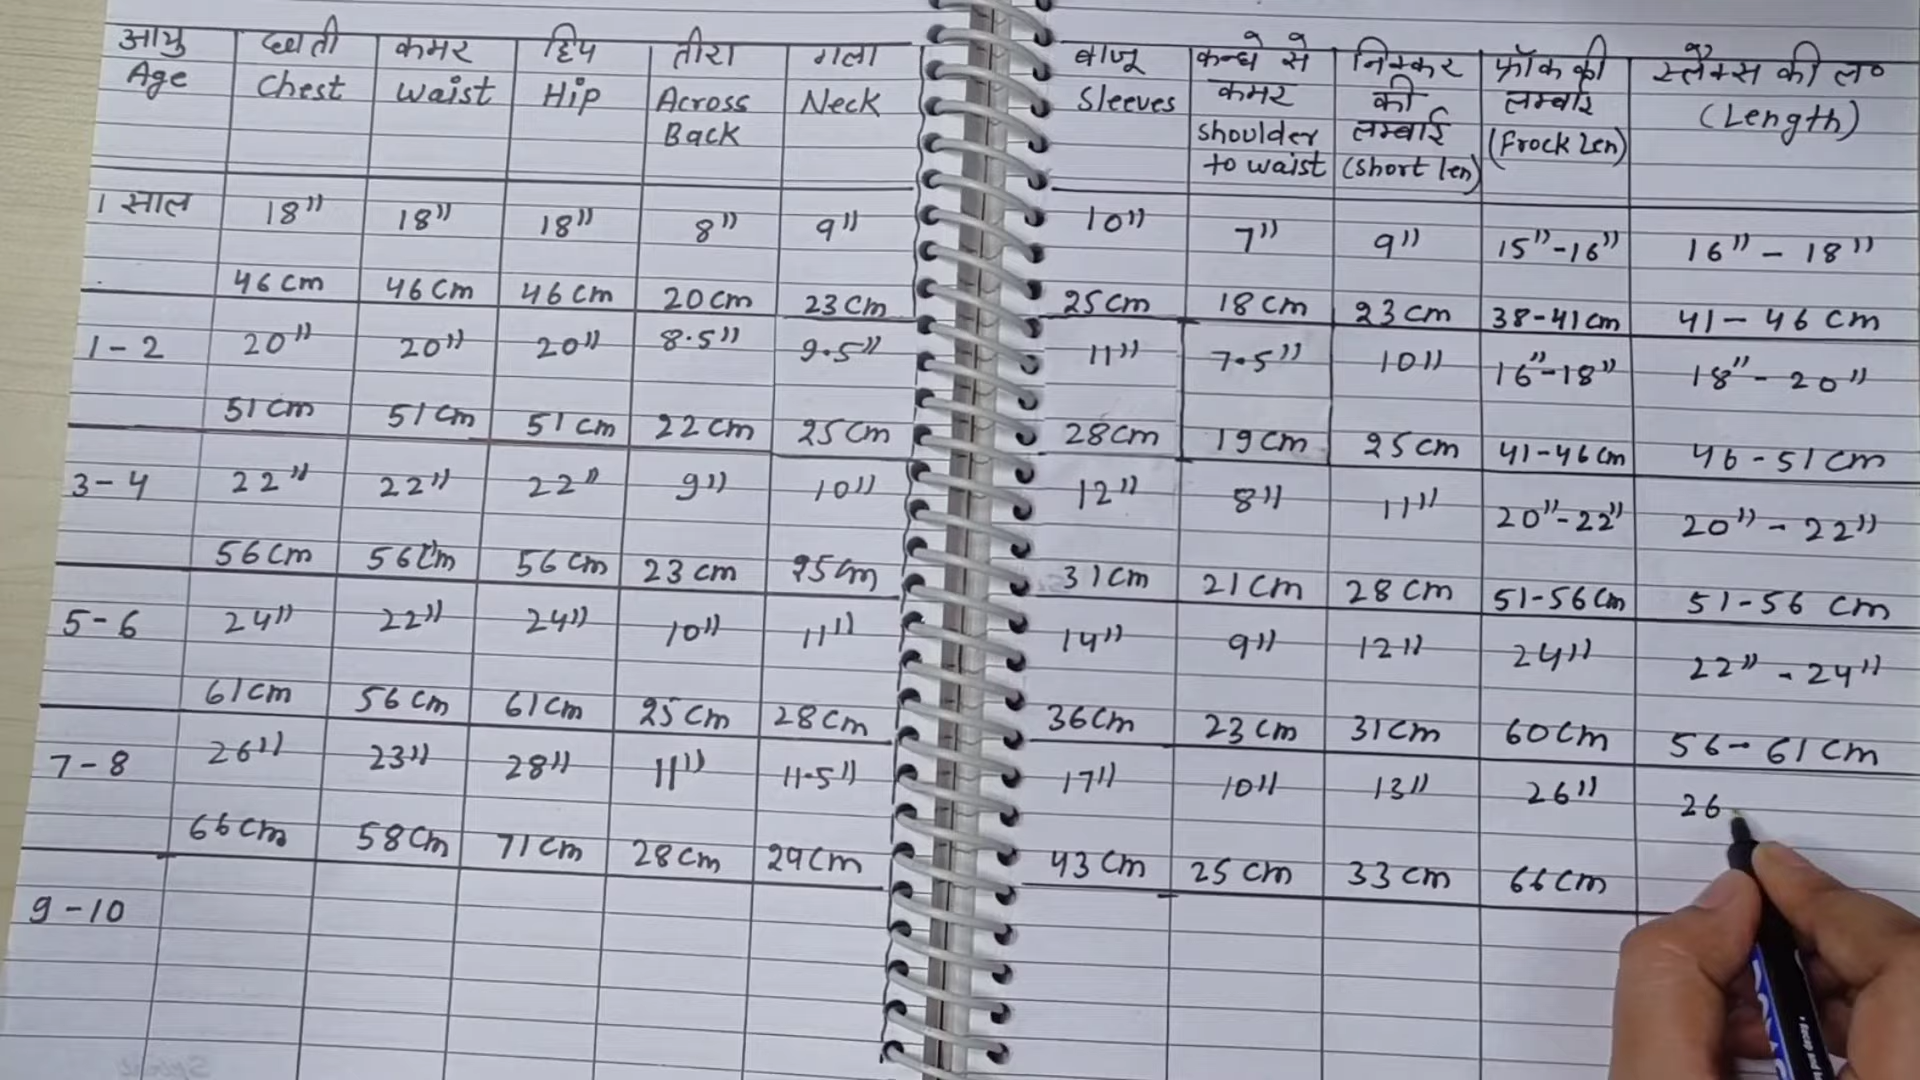 आयु छाती कमर हिप तीरा गला बाजू कन्धे से निक्कर फ्रॉक की स्लैक्स की ल०
Age Chest Waist Hip Across Neck Sleeves कमर की लम्बाई (Length)
Back shoulder लम्बाई (Frock Len)
to waist (short len)
1 साल 18" 18" 18" 8" 9" 10" 7" 9" 15"-16" 16" - 18"
46 cm 46 cm 46 cm 20 cm 23 cm 25 cm 18 cm 23 cm 38-41 cm 41 - 46 cm
1-2 20" 20" 20" 8.5" 9.5" 11" 7.5" 10" 16"-18" 18" - 20"
51 cm 51 cm 51 cm 22 cm 25 cm 28 cm 19 cm 25 cm 41-46 cm 46-51 cm
3-4 22" 22" 22" 9" 10" 12" 8" 11" 20"-22" 20" - 22"
56 cm 56 cm 56 cm 23 cm 25 cm 31 cm 21 cm 28 cm 51-56 cm 51-56 cm
5-6 24" 22" 24" 10" 11" 14" 9" 12" 24" 22" - 24"
61 cm 56 cm 61 cm 25 cm 28 cm 36 cm 23 cm 31 cm 60 cm 56-61 cm
7-8 26" 23" 28" 11" 11.5" 17" 10" 13" 26" 26
66 cm 58 cm 71 cm 28 cm 29 cm 43 cm 25 cm 33 cm 66 cm
9-10